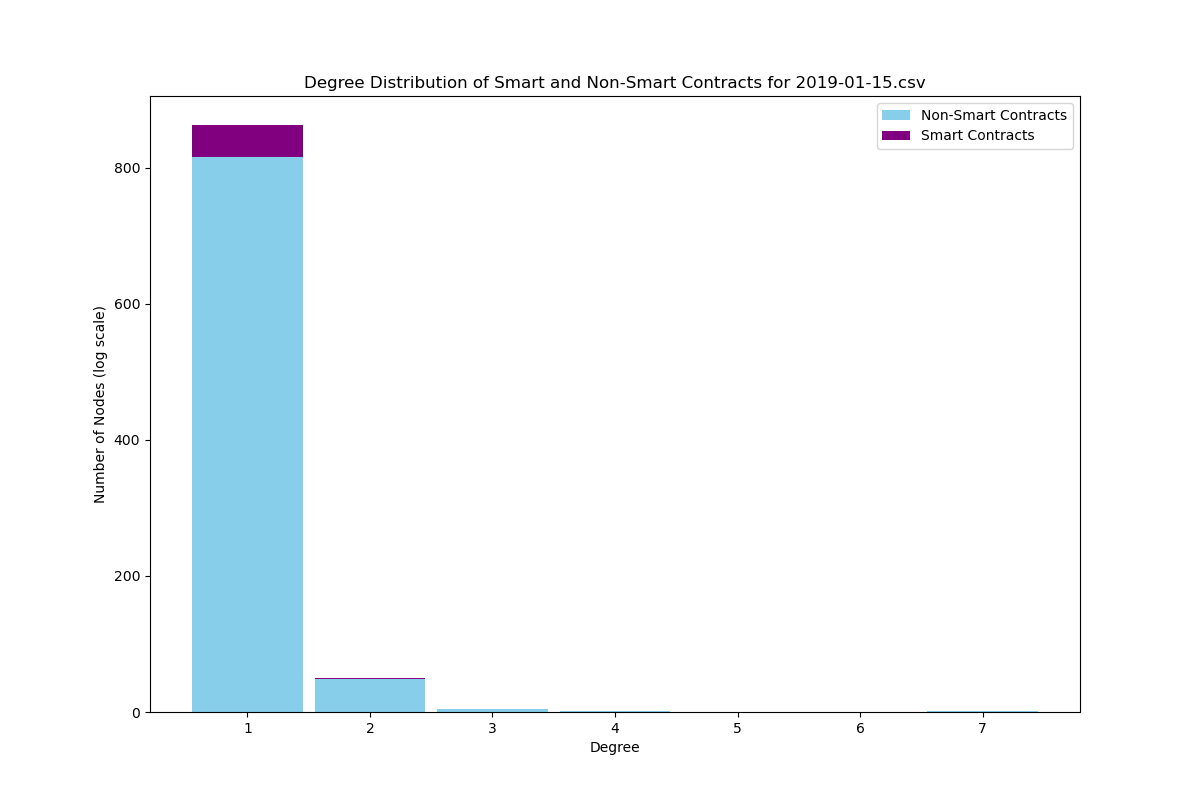 Degree Distribution of Smart and Non-Smart Contracts for 2019-01-15.csv
Non-Smart Contracts
Smart Contracts
Number of Nodes (log scale)
800
600
400
200
0
1 2 3 4 5 6 7
Degree